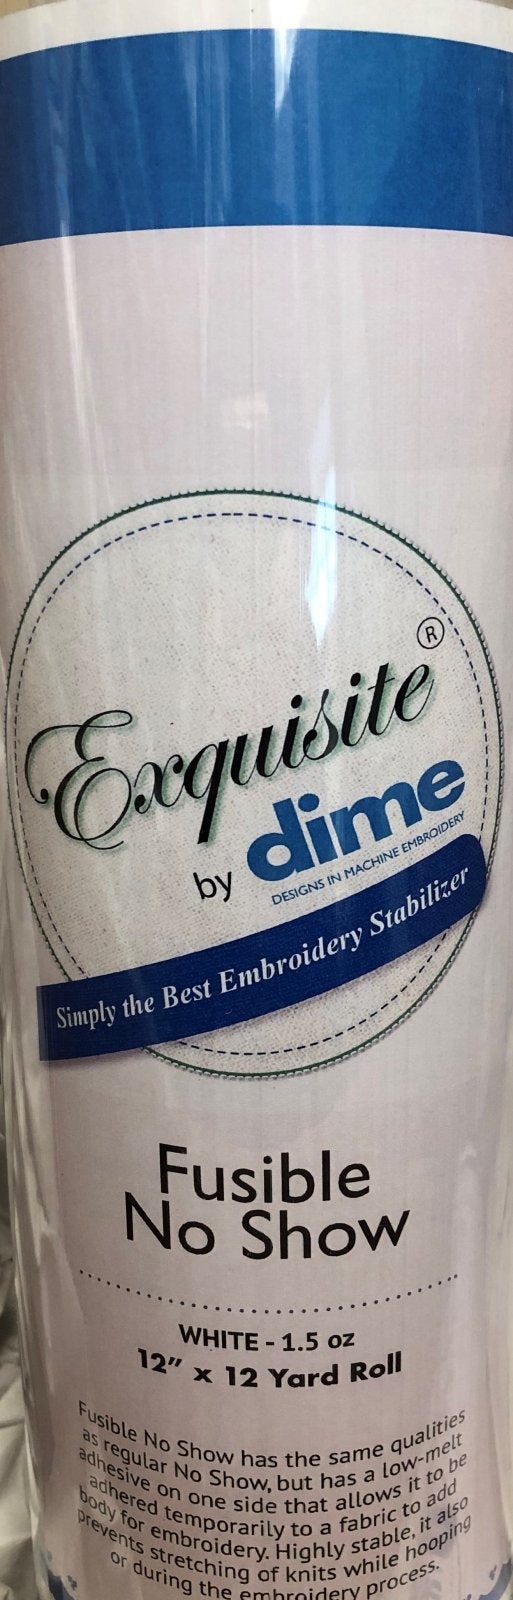 Exquisite®
by dime
DESIGNS IN MACHINE EMBROIDERY
Simply the Best Embroidery Stabilizer
Fusible
No Show
WHITE - 1.5 oz
12" x 12 Yard Roll
Fusible No Show has the same qualities
as regular No Show, but has a low-melt
adhesive on one side that allows it to be
adhered temporarily to a fabric to add
body for embroidery. Highly stable, it also
prevents stretching of knits while hooping
or during the embroidery process.